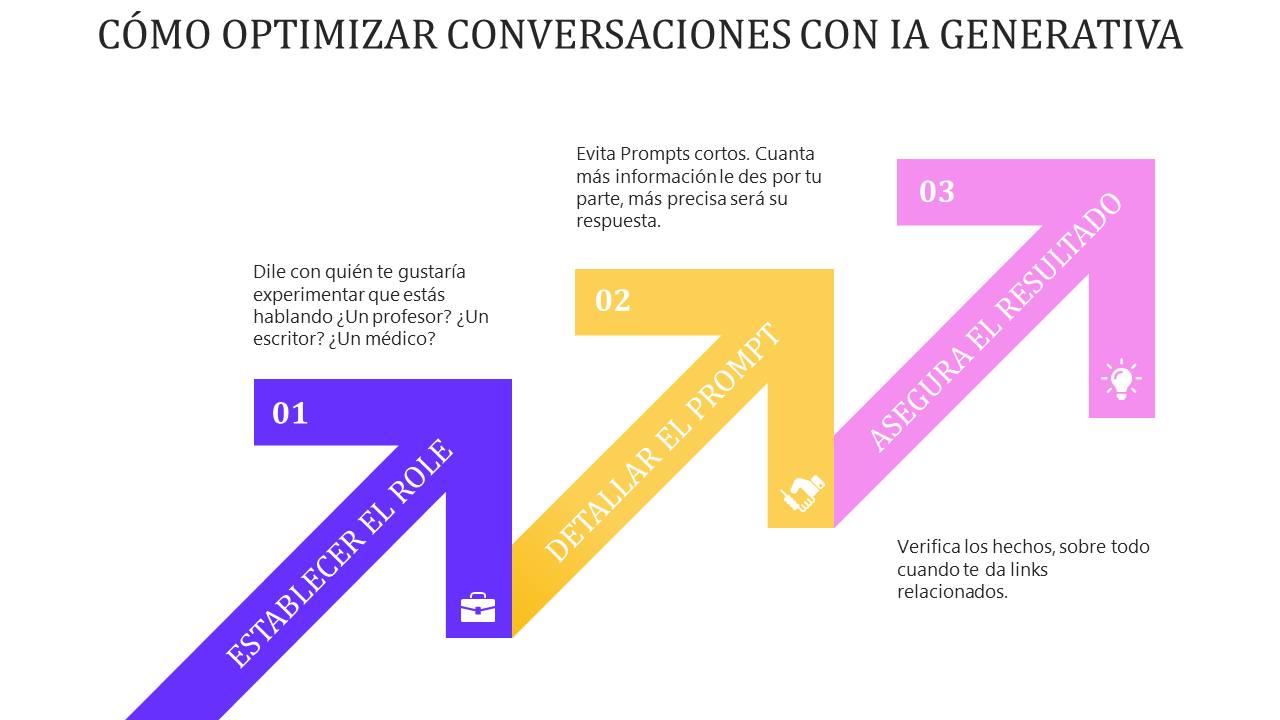 CÓMO OPTIMIZAR CONVERSACIONES CON IA GENERATIVA
Dile con quién te gustaría
experimentar que estás
hablando ¿Un profesor? ¿Un
escritor? ¿Un médico?
01
ESTABLECER EL ROLE
Evita Prompts cortos. Cuanta
más información le des por tu
parte, más precisa será su
respuesta.
02
DETALLAR EL PROMPT
03
ASEGURA EL RESULTADO
Verifica los hechos, sobre todo
cuando te da links
relacionados.